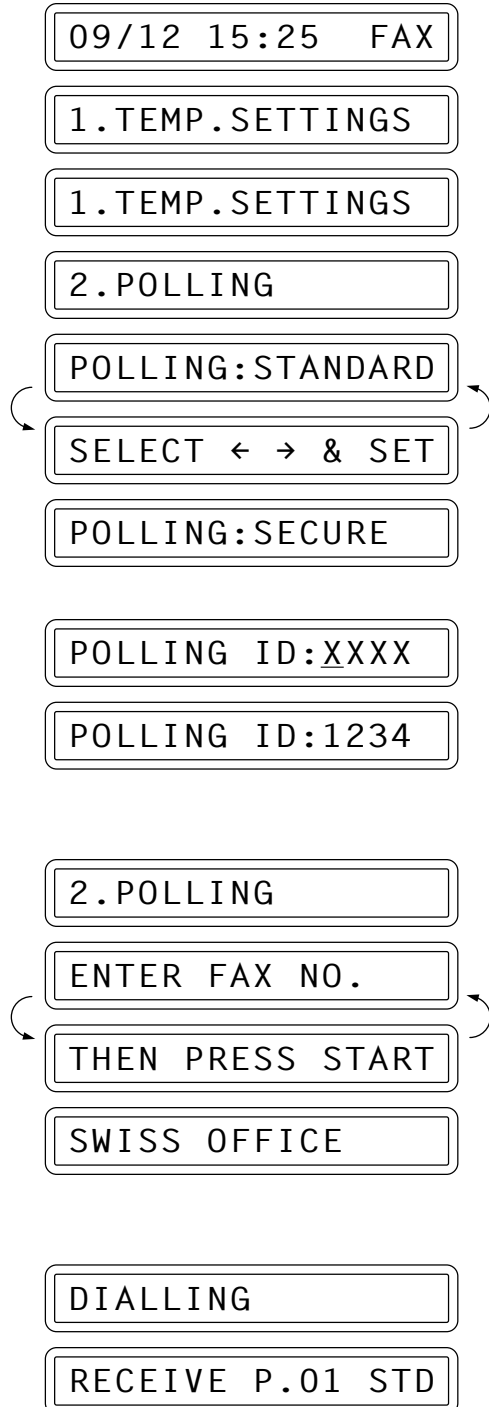 09/12 15:25 FAX
1.TEMP.SETTINGS
1.TEMP.SETTINGS
2.POLLING
POLLING:STANDARD
SELECT ← → & SET
POLLING:SECURE
POLLING ID:XXXX
POLLING ID:1234
2.POLLING
ENTER FAX NO.
THEN PRESS START
SWISS OFFICE
DIALLING
RECEIVE P.01 STD